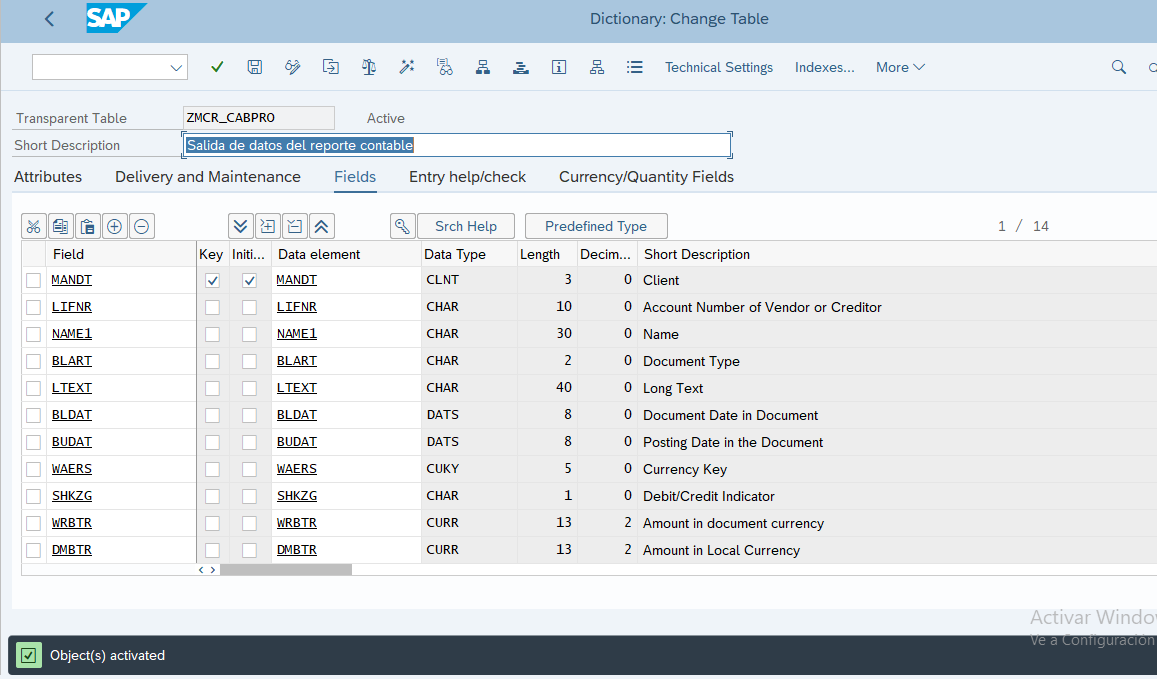 SAP
Dictionary: Change Table
Technical Settings Indexes... More
Transparent Table ZMCR_CABPRO Active
Short Description Salida de datos del reporte contable
Attributes Delivery and Maintenance Fields Entry help/check Currency/Quantity Fields
Srch Help Predefined Type 1 / 14
Field Key Initi... Data element Data Type Length Decim... Short Description
MANDT MANDT CLNT 3 0 Client
LIFNR LIFNR CHAR 10 0 Account Number of Vendor or Creditor
NAME1 NAME1 CHAR 30 0 Name
BLART BLART CHAR 2 0 Document Type
LTEXT LTEXT CHAR 40 0 Long Text
BLDAT BLDAT DATS 8 0 Document Date in Document
BUDAT BUDAT DATS 8 0 Posting Date in the Document
WAERS WAERS CUKY 5 0 Currency Key
SHKZG SHKZG CHAR 1 0 Debit/Credit Indicator
WRBTR WRBTR CURR 13 2 Amount in document currency
DMBTR DMBTR CURR 13 2 Amount in Local Currency
Activar Windo
Ve a Configuración
Object(s) activated